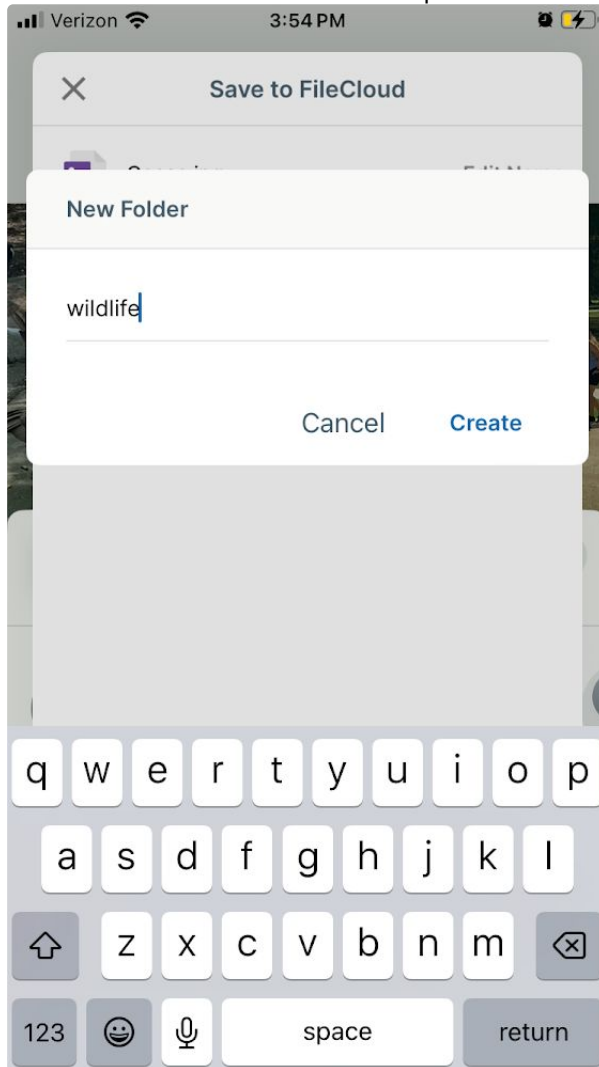 Verizon 3:54 PM
Save to FileCloud
New Folder
wildlife
Cancel Create
q w e r t y u i o p
a s d f g h j k l
z x c v b n m
123 space return